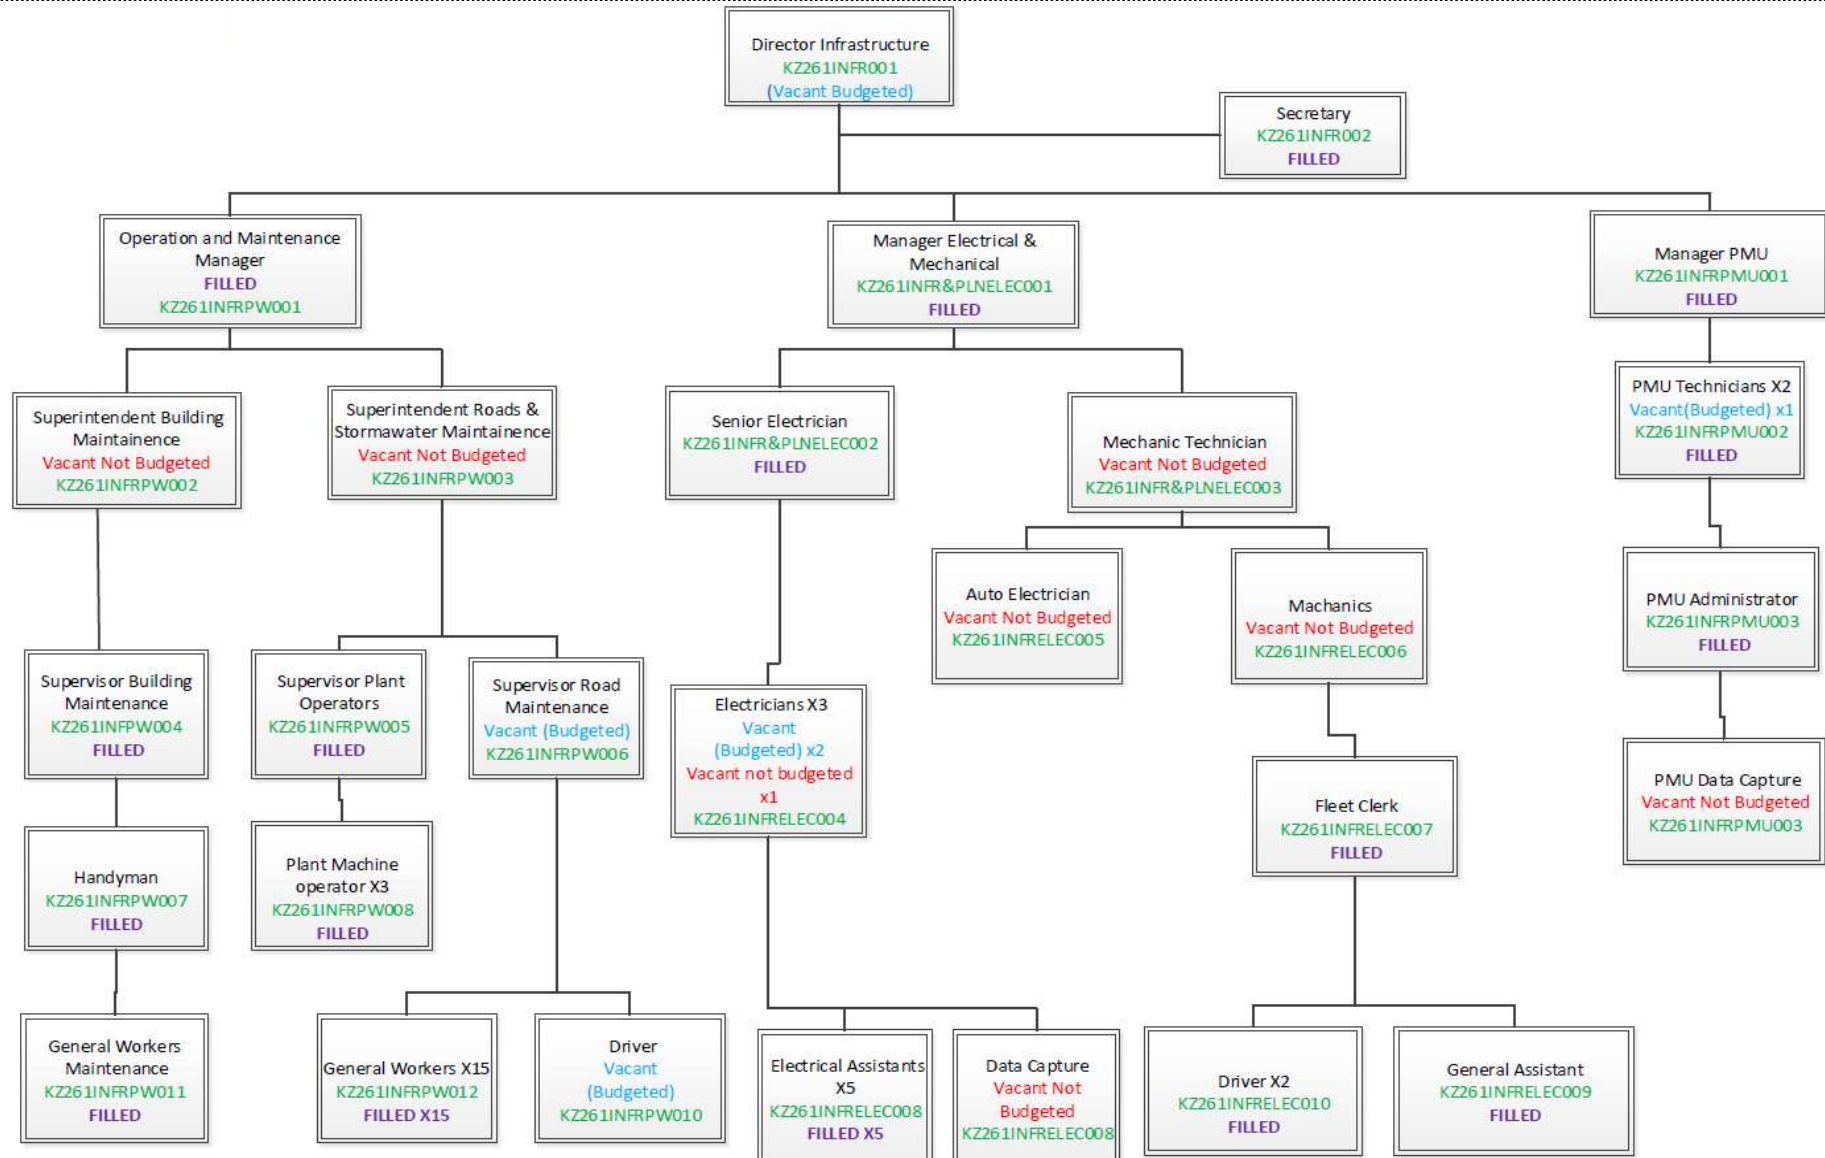 Director Infrastructure
KZ261INFR001
(Vacant Budgeted)
Secretary
KZ261INFR002
FILLED
Operation and Maintenance
Manager
FILLED
KZ261INFRPW001
Manager Electrical &
Mechanical
KZ261INFR&PLNELEC001
FILLED
Manager PMU
KZ261INFRPMU001
FILLED
Superintendent Building
Maintainence
Vacant Not Budgeted
KZ261INFRPW002
Superintendent Roads &
Stormawater Maintainence
Vacant Not Budgeted
KZ261INFRPW003
Senior Electrician
KZ261INFR&PLNELEC002
FILLED
Mechanic Technician
Vacant Not Budgeted
KZ261INFR&PLNELEC003
PMU Technicians X2
Vacant(Budgeted) x1
KZ261INFRPMU002
FILLED
Auto Electrician
Vacant Not Budgeted
KZ261INFRELEC005
Machanics
Vacant Not Budgeted
KZ261INFRELEC006
PMU Administrator
KZ261INFRPMU003
FILLED
Supervisor Building
Maintenance
KZ261INFPW004
FILLED
Supervisor Plant
Operators
KZ261INFRPW005
FILLED
Supervisor Road
Maintenance
Vacant (Budgeted)
KZ261INFRPW006
Electricians X3
Vacant
(Budgeted) x2
Vacant not budgeted
x1
KZ261INFRELEC004
Fleet Clerk
KZ261INFRELEC007
FILLED
PMU Data Capture
Vacant Not Budgeted
KZ261INFRPMU003
Handyman
KZ261INFRPW007
FILLED
Plant Machine
operator X3
KZ261INFRPW008
FILLED
General Workers
Maintenance
KZ261INFRPW011
FILLED
General Workers X15
KZ261INFRPW012
FILLED X15
Driver
Vacant
(Budgeted)
KZ261INFRPW010
Electrical Assistants
X5
KZ261INFRELEC008
FILLED X5
Data Capture
Vacant Not
Budgeted
KZ261INFRELEC008
Driver X2
KZ261INFRELEC010
FILLED
General Assistant
KZ261INFRELEC009
FILLED